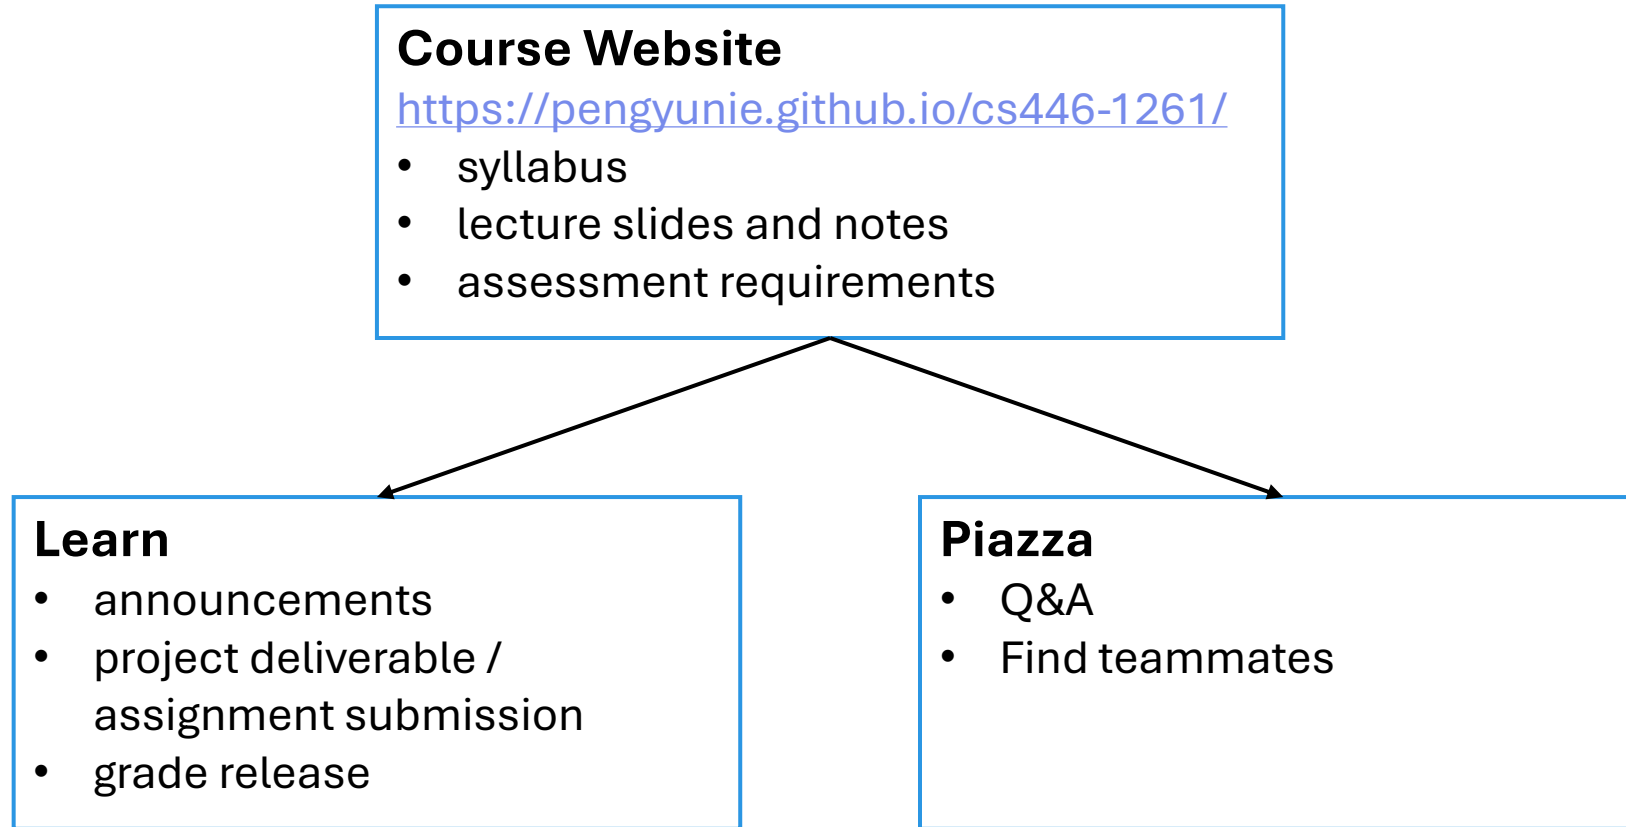 Course Website
https://pengyunie.github.io/cs446-1261/
• syllabus
• lecture slides and notes
• assessment requirements
Learn
• announcements
• project deliverable /
assignment submission
• grade release
Piazza
• Q&A
• Find teammates